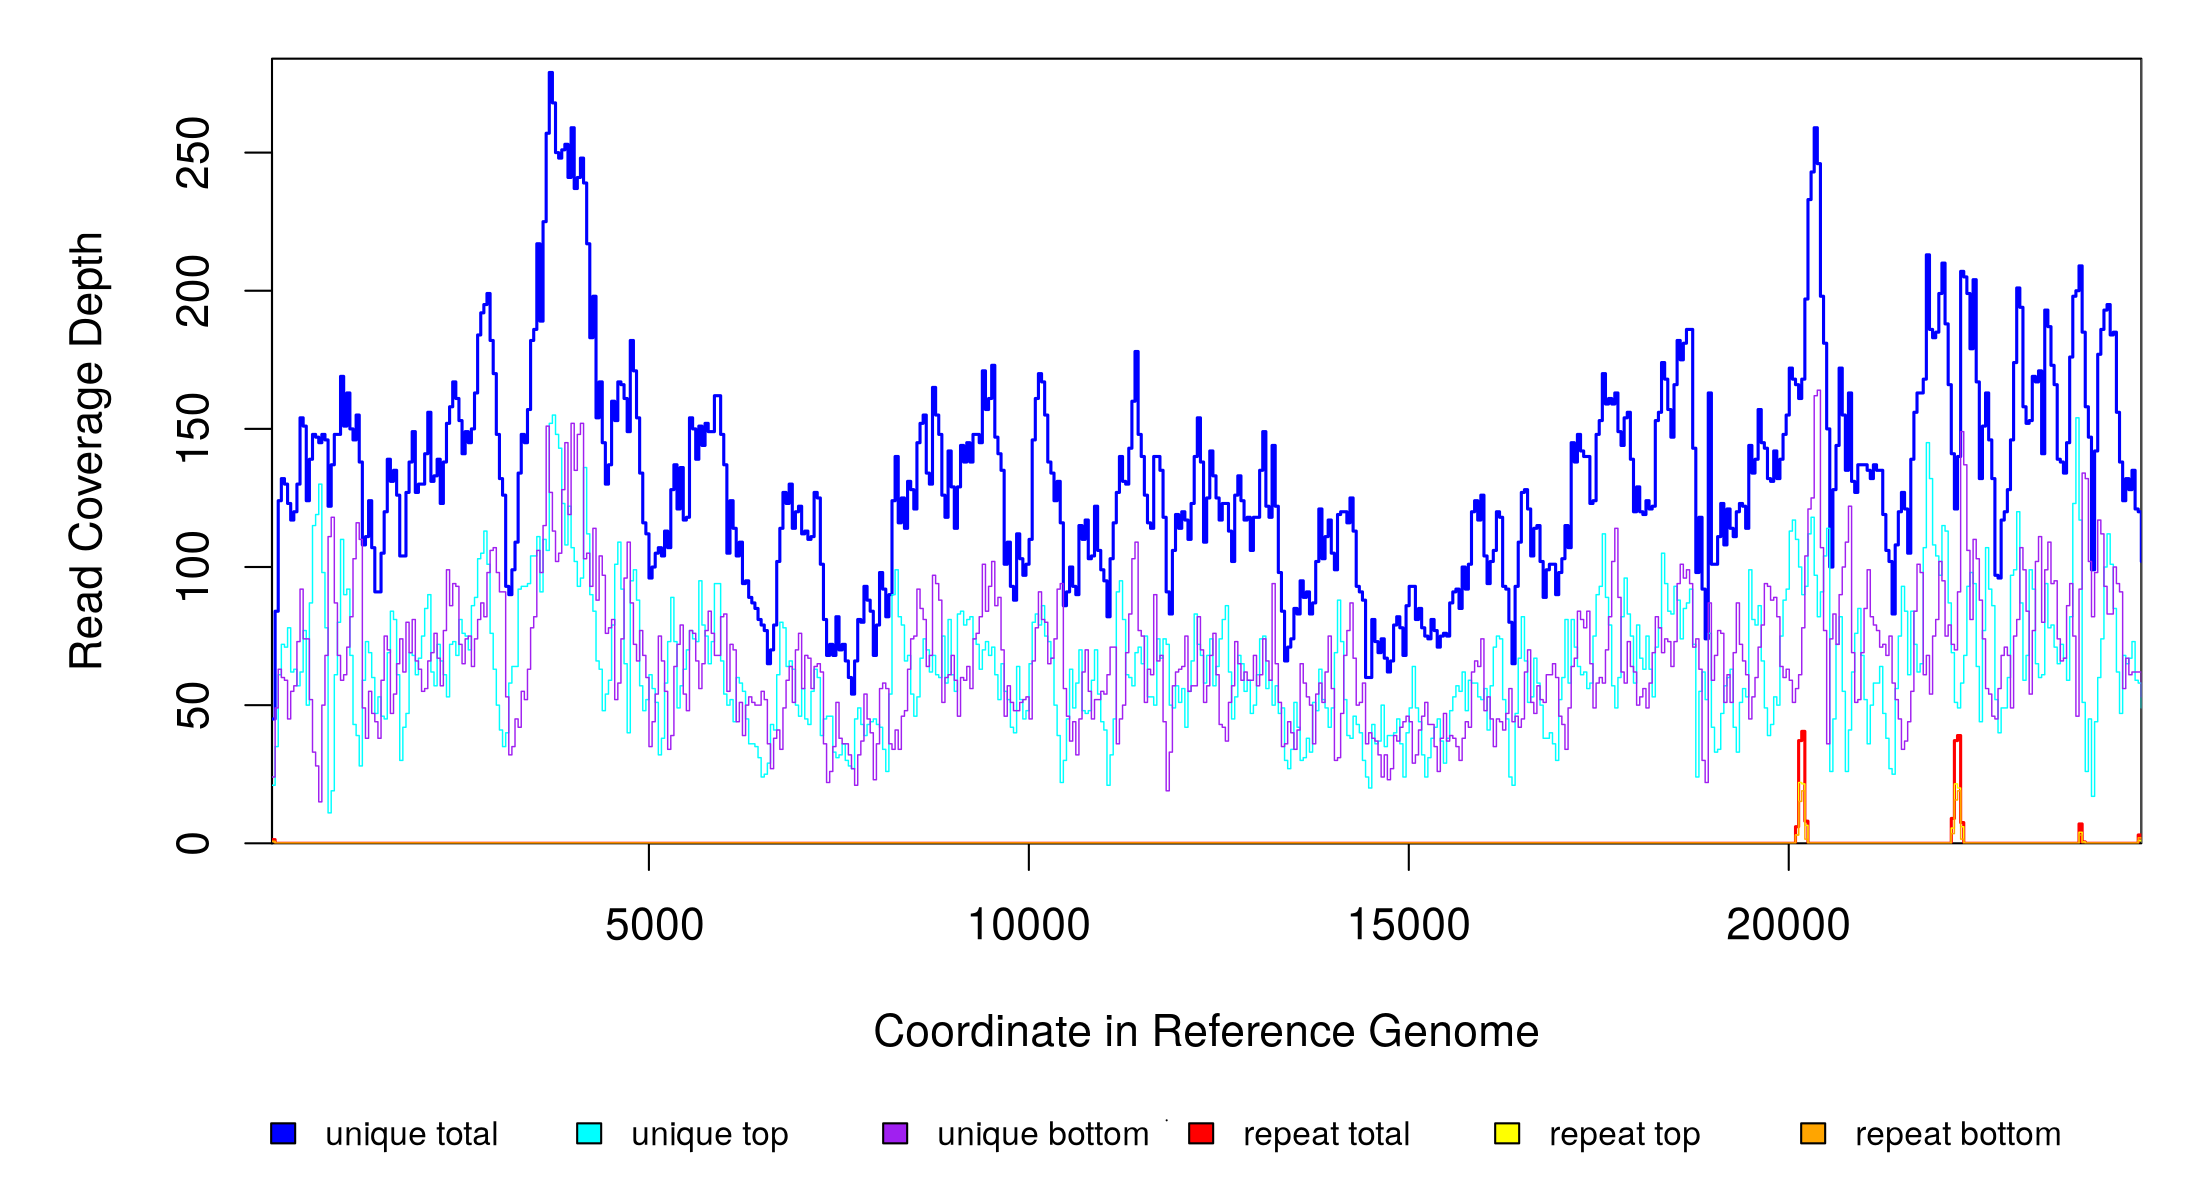 Read Coverage Depth
250
200
150
100
50
0
5000 10000 15000 20000
Coordinate in Reference Genome
unique total unique top unique bottom repeat total repeat top repeat bottom